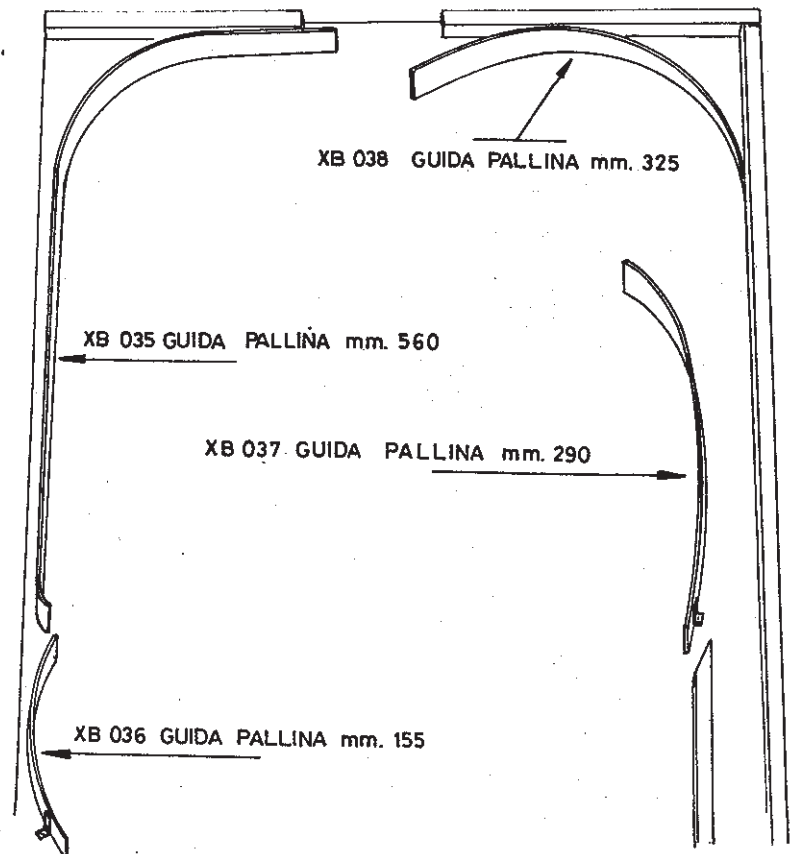 XB 038 GUIDA PALLINA mm. 325
XB 035 GUIDA PALLINA mm. 560
XB 037 GUIDA PALLINA mm. 290
XB 036 GUIDA PALLINA mm. 155